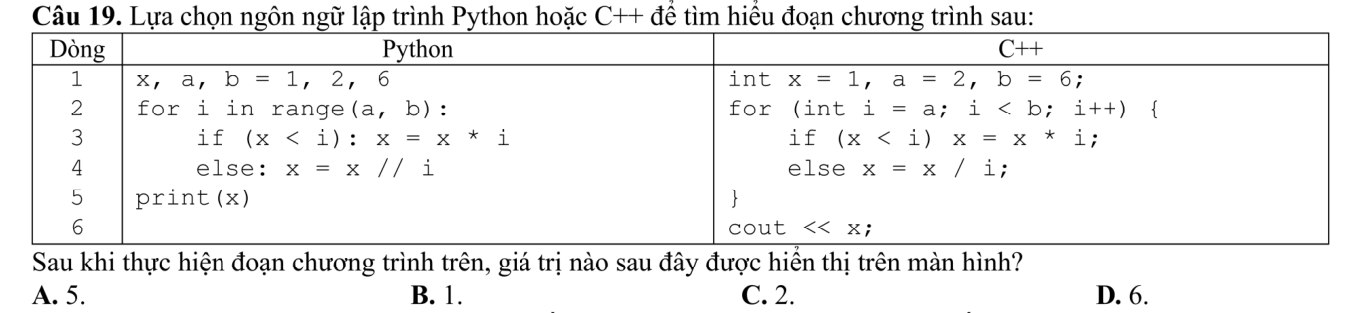 Câu 19. Lựa chọn ngôn ngữ lập trình Python hoặc C++ để tìm hiểu đoạn chương trình sau:
Dòng Python C++
1 x, a, b = 1, 2, 6 int x = 1, a = 2, b = 6;
2 for i in range(a, b): for (int i = a; i < b; i++) {
3 if (x < i): x = x * i if (x < i) x = x * i;
4 else: x = x // i else x = x / i;
5 print(x) }
6 cout << x;
Sau khi thực hiện đoạn chương trình trên, giá trị nào sau đây được hiển thị trên màn hình?
A. 5. B. 1. C. 2. D. 6.